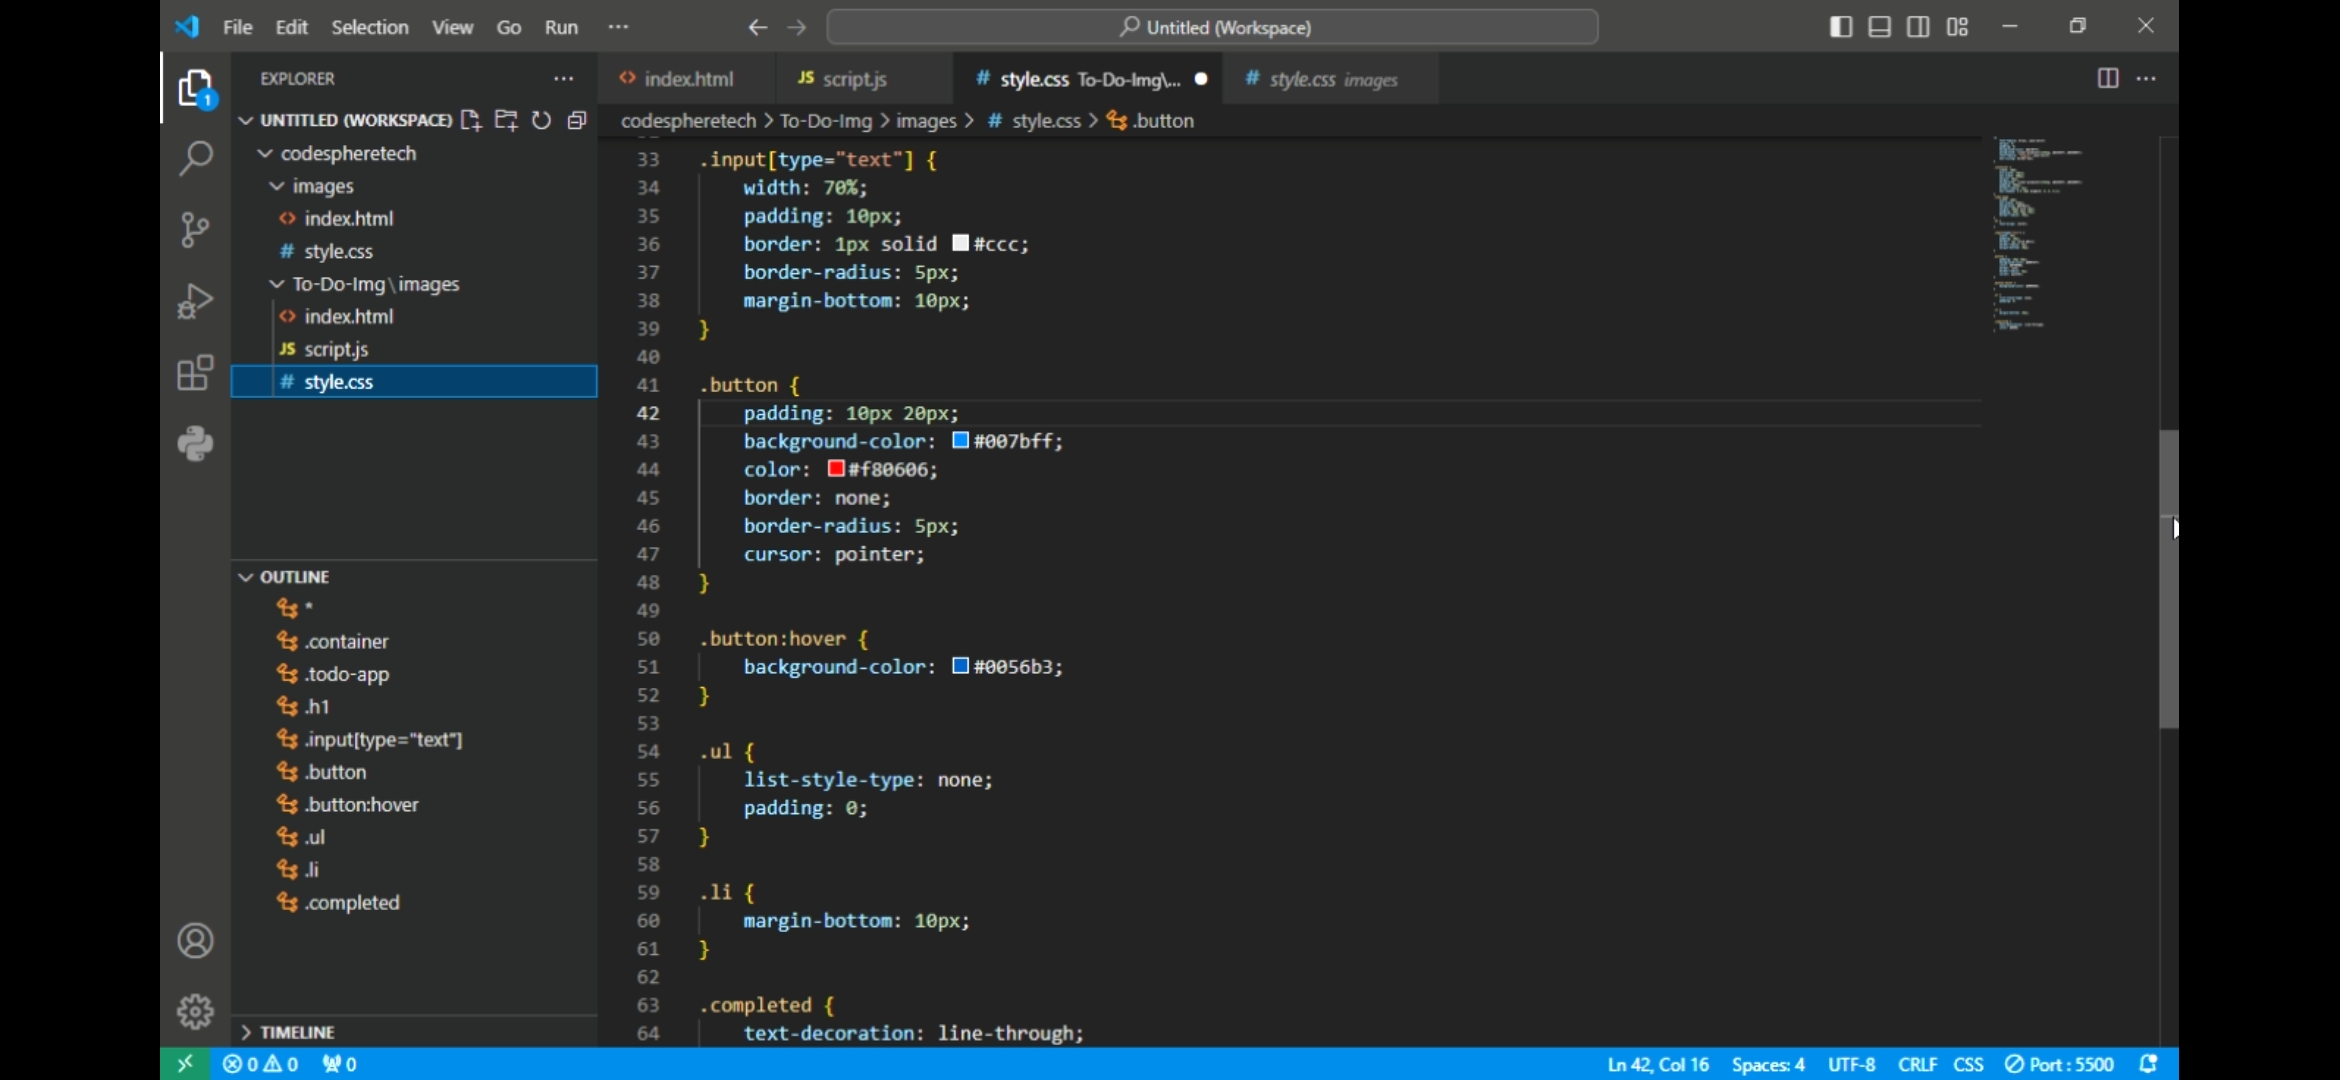 File Edit Selection View Go Run ··· Untitled (Workspace)
EXPLORER ···
index.html
JS script.js
# style.css To-Do-Img\...
# style.css images
UNTITLED (WORKSPACE)
codespheretech > To-Do-Img > images > # style.css > .button
codespheretech
images
index.html
# style.css
To-Do-Img\images
index.html
JS script.js
# style.css
1
OUTLINE
*
.container
.todo-app
.h1
.input[type="text"]
.button
.button:hover
.ul
.li
.completed
TIMELINE
33 .input[type="text"] {
34 width: 70%;
35 padding: 10px;
36 border: 1px solid #ccc;
37 border-radius: 5px;
38 margin-bottom: 10px;
39 }
40
41 .button {
42 padding: 10px 20px;
43 background-color: #007bff;
44 color: #f80606;
45 border: none;
46 border-radius: 5px;
47 cursor: pointer;
48 }
49
50 .button:hover {
51 background-color: #0056b3;
52 }
53
54 .ul {
55 list-style-type: none;
56 padding: 0;
57 }
58
59 .li {
60 margin-bottom: 10px;
61 }
62
63 .completed {
64 text-decoration: line-through;
0 0 0 Ln 42, Col 16 Spaces: 4 UTF-8 CRLF CSS Port : 5500